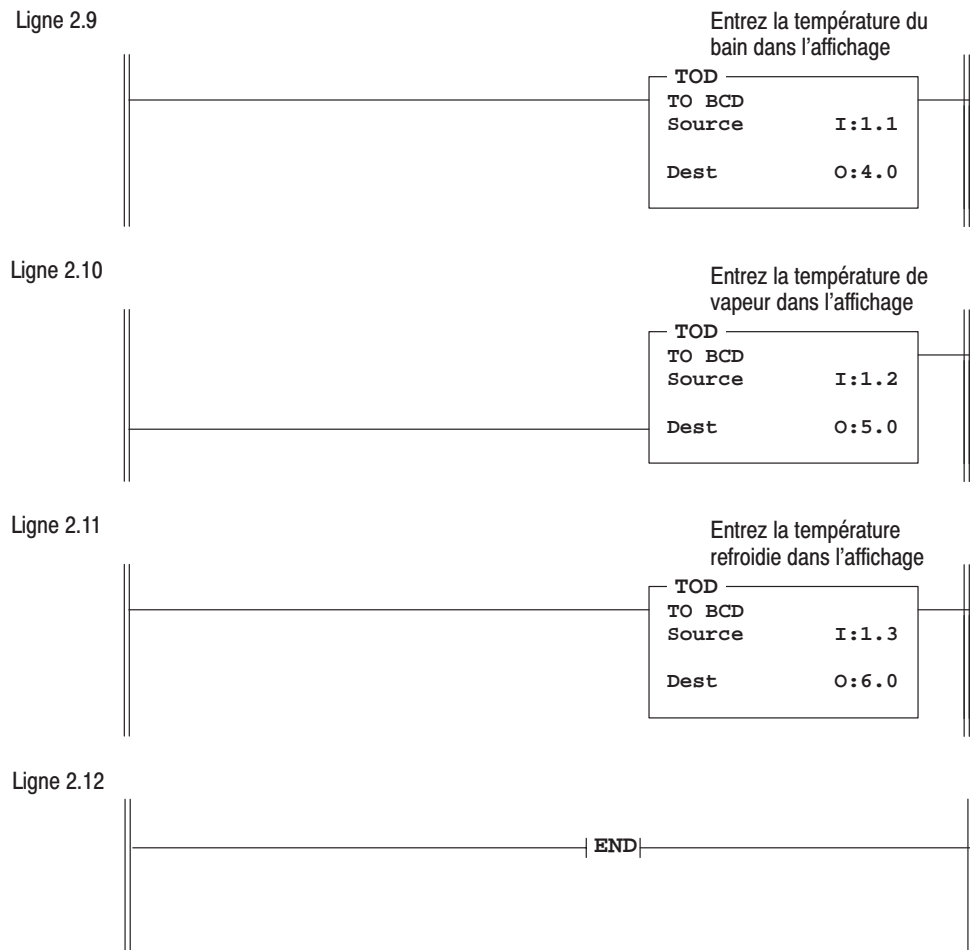 Ligne 2.9
Entrez la température du
bain dans l'affichage
TOD
TO BCD
Source I:1.1
Dest O:4.0
Ligne 2.10
Entrez la température de
vapeur dans l'affichage
TOD
TO BCD
Source I:1.2
Dest O:5.0
Ligne 2.11
Entrez la température
refroidie dans l'affichage
TOD
TO BCD
Source I:1.3
Dest O:6.0
Ligne 2.12
END